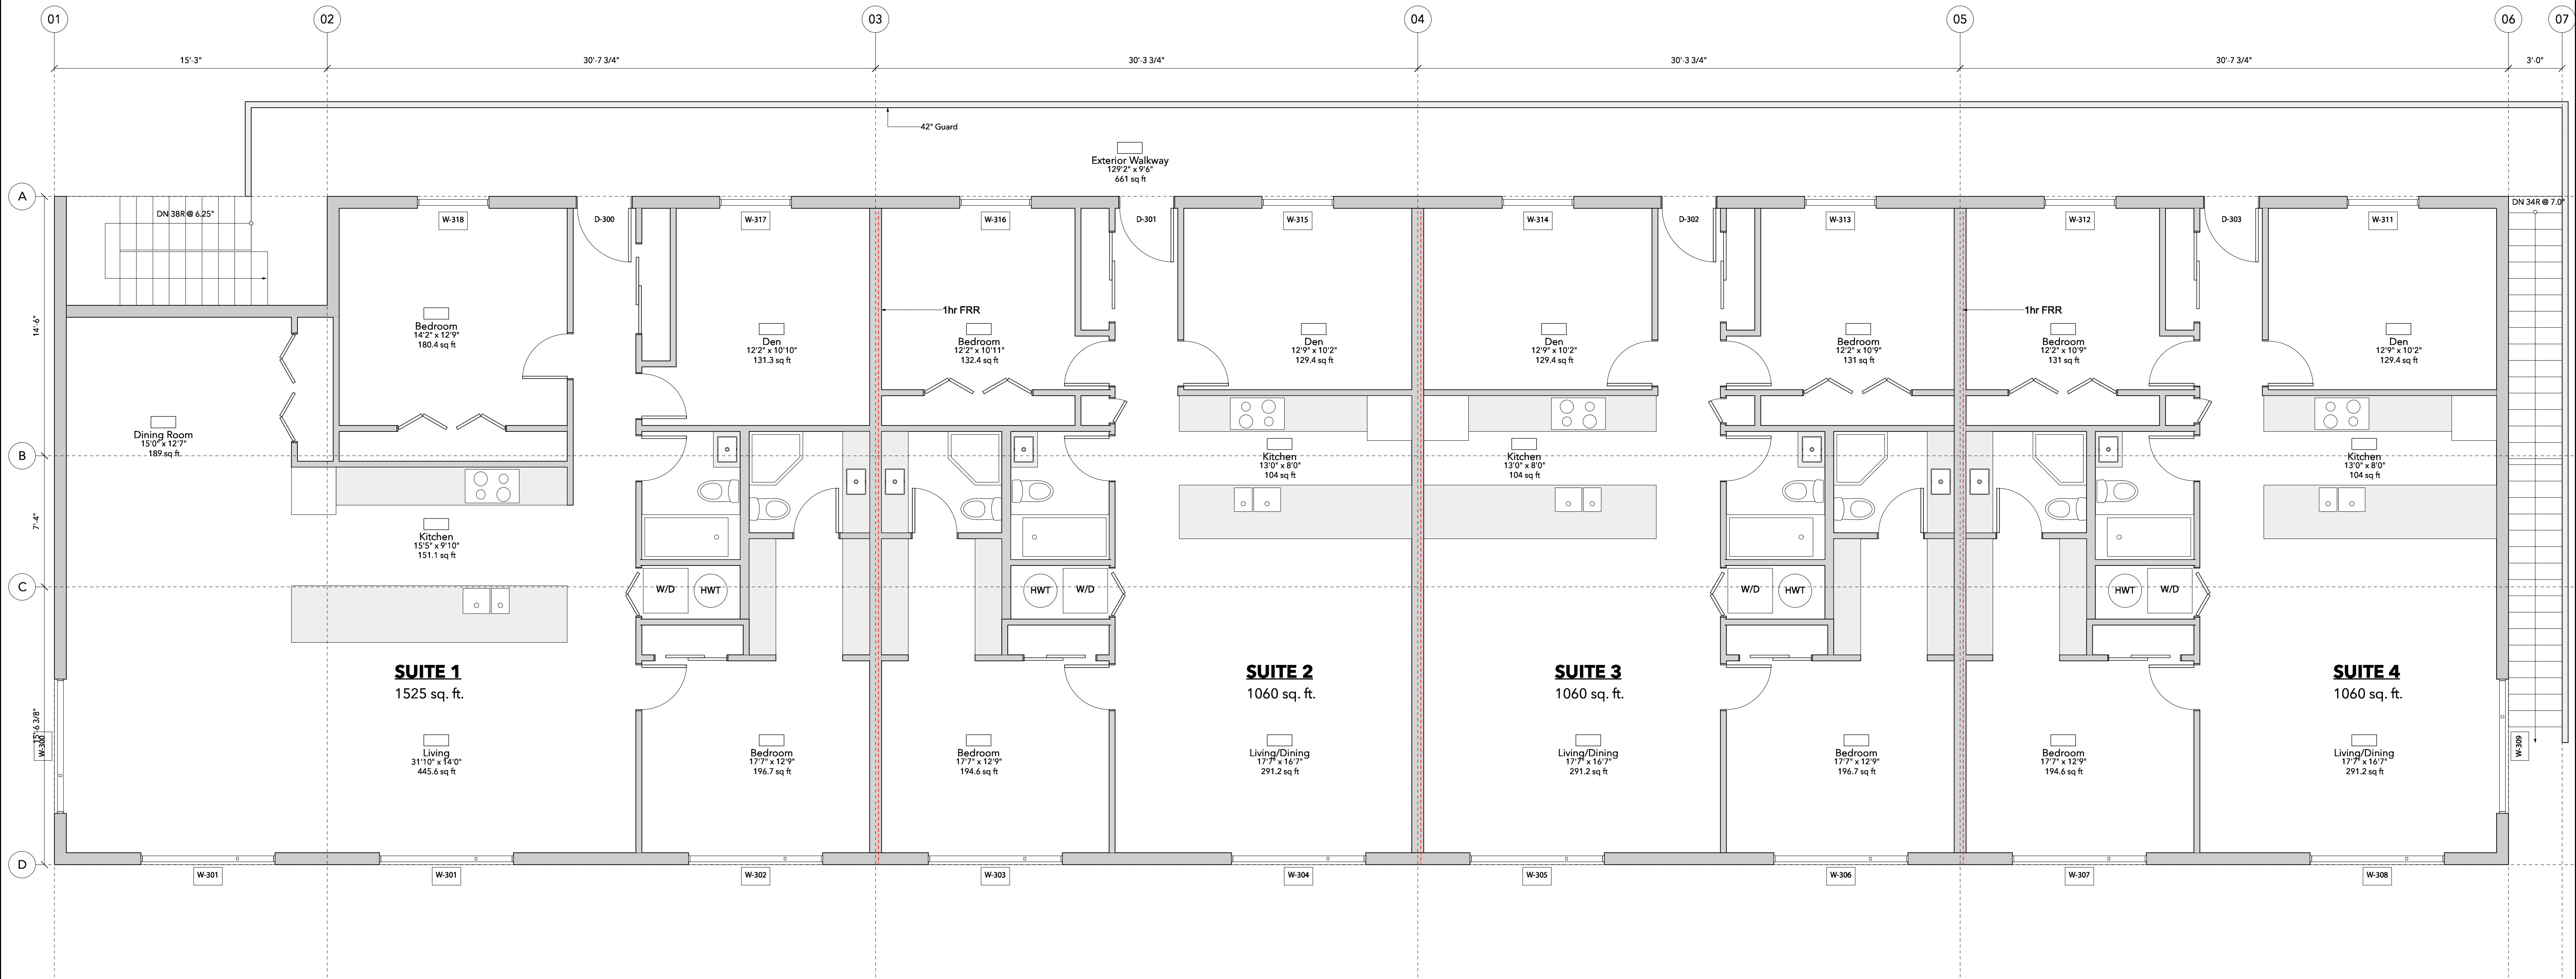 01
02
03
04
05
06
07
15'-3"
30'-7 3/4"
30'-3 3/4"
30'-3 3/4"
30'-7 3/4"
3'-0"
42" Guard
Exterior Walkway
129'2" x 9'6"
661 sq ft
A
B
C
D
14'-6"
7'-4"
15'-6 3/8"
DN 38R @ 6.25"
DN 34R @ 7.0"
W-318
D-300
W-317
W-316
D-301
W-315
W-314
D-302
W-313
W-312
D-303
W-311
1hr FRR
1hr FRR
Bedroom
14'2" x 12'9"
180.4 sq ft
Den
12'2" x 10'10"
131.3 sq ft
Bedroom
12'2" x 10'11"
132.4 sq ft
Den
12'9" x 10'2"
129.4 sq ft
Den
12'9" x 10'2"
129.4 sq ft
Bedroom
12'2" x 10'9"
131 sq ft
Bedroom
12'2" x 10'9"
131 sq ft
Den
12'9" x 10'2"
129.4 sq ft
Dining Room
15'0" x 12'7"
189 sq ft
Kitchen
15'5" x 9'10"
151.1 sq ft
Kitchen
13'0" x 8'0"
104 sq ft
Kitchen
13'0" x 8'0"
104 sq ft
Kitchen
13'0" x 8'0"
104 sq ft
W/D
HWT
HWT
W/D
W/D
HWT
HWT
W/D
SUITE 1
1525 sq. ft.
SUITE 2
1060 sq. ft.
SUITE 3
1060 sq. ft.
SUITE 4
1060 sq. ft.
W-300
Living
31'10" x 14'0"
445.6 sq ft
Bedroom
17'7" x 12'9"
196.7 sq ft
Bedroom
17'7" x 12'9"
194.6 sq ft
Living/Dining
17'7" x 16'7"
291.2 sq ft
Living/Dining
17'7" x 16'7"
291.2 sq ft
Bedroom
17'7" x 12'9"
196.7 sq ft
Bedroom
17'7" x 12'9"
194.6 sq ft
Living/Dining
17'7" x 16'7"
291.2 sq ft
W-309
W-301
W-301
W-302
W-303
W-304
W-305
W-306
W-307
W-308